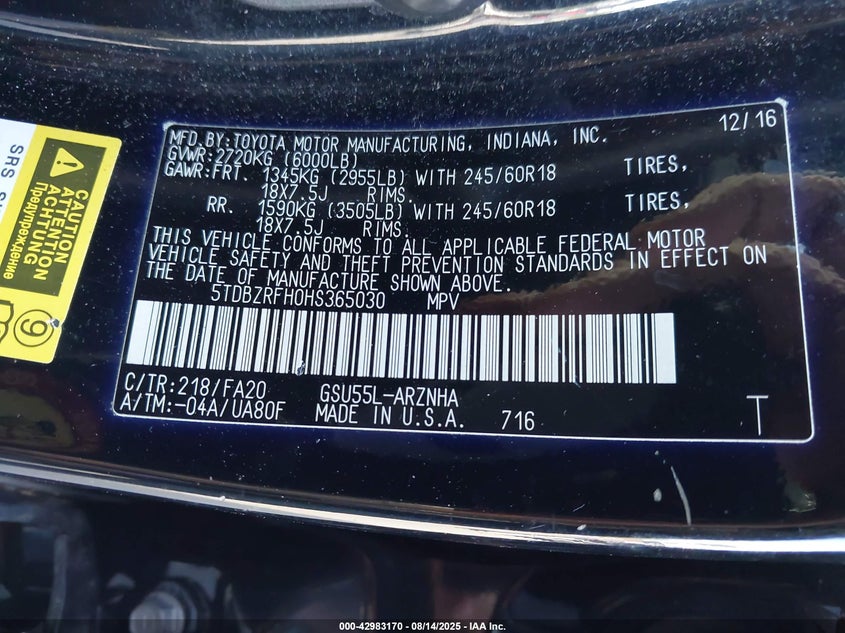 MFD.BY:TOYOTA MOTOR MANUFACTURING, INDIANA, INC. 12/16
GVWR:2720KG (6000LB)
GAWR:FRT. 1345KG (2955LB) WITH 245/60R18 TIRES,
18X7.5J RIMS.
RR. 1590KG (3505LB) WITH 245/60R18 TIRES,
18X7.5J RIMS.
THIS VEHICLE CONFORMS TO ALL APPLICABLE FEDERAL MOTOR
VEHICLE SAFETY AND THEFT PREVENTION STANDARDS IN EFFECT ON
THE DATE OF MANUFACTURE SHOWN ABOVE.
5TDBZRFH0HS365030 MPV
C/TR:218/FA20 GSU55L-ARZNHA
A/TM:-04A/UA80F MADE IN U.S.A. 716 T
SRS
CAUTION
ATTENTION
ACHTUNG
Предупреждение
9
000-42983170 - 08/14/2025 - IAA Inc.